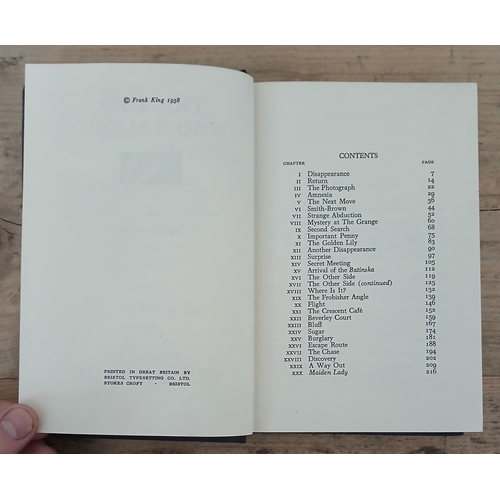 © Frank King 1958
PRINTED IN GREAT BRITAIN BY
BRISTOL TYPESETTING CO. LTD.
STOKES CROFT - BRISTOL
CONTENTS
CHAPTER PAGE
I Disappearance 7
II Return 14
III The Photograph 22
IV Amnesia 29
V The Next Move 36
VI Smith-Brown 44
VII Strange Abduction 52
VIII Mystery at The Grange 60
IX Second Search 68
X Important Penny 75
XI The Golden Lily 83
XII Another Disappearance 90
XIII Surprise 97
XIV Secret Meeting 105
XV Arrival of the Batinska 112
XVI The Other Side 119
XVII The Other Side (continued) 125
XVIII Where Is It? 132
XIX The Frobisher Angle 139
XX Flight 146
XXI The Crescent Café 152
XXII Beverley Court 159
XXIII Bluff 167
XXIV Sugar 174
XXV Burglary 181
XXVI Escape Route 188
XXVII The Chase 194
XXVIII Discovery 202
XXIX A Way Out 209
XXX Maiden Lady 216